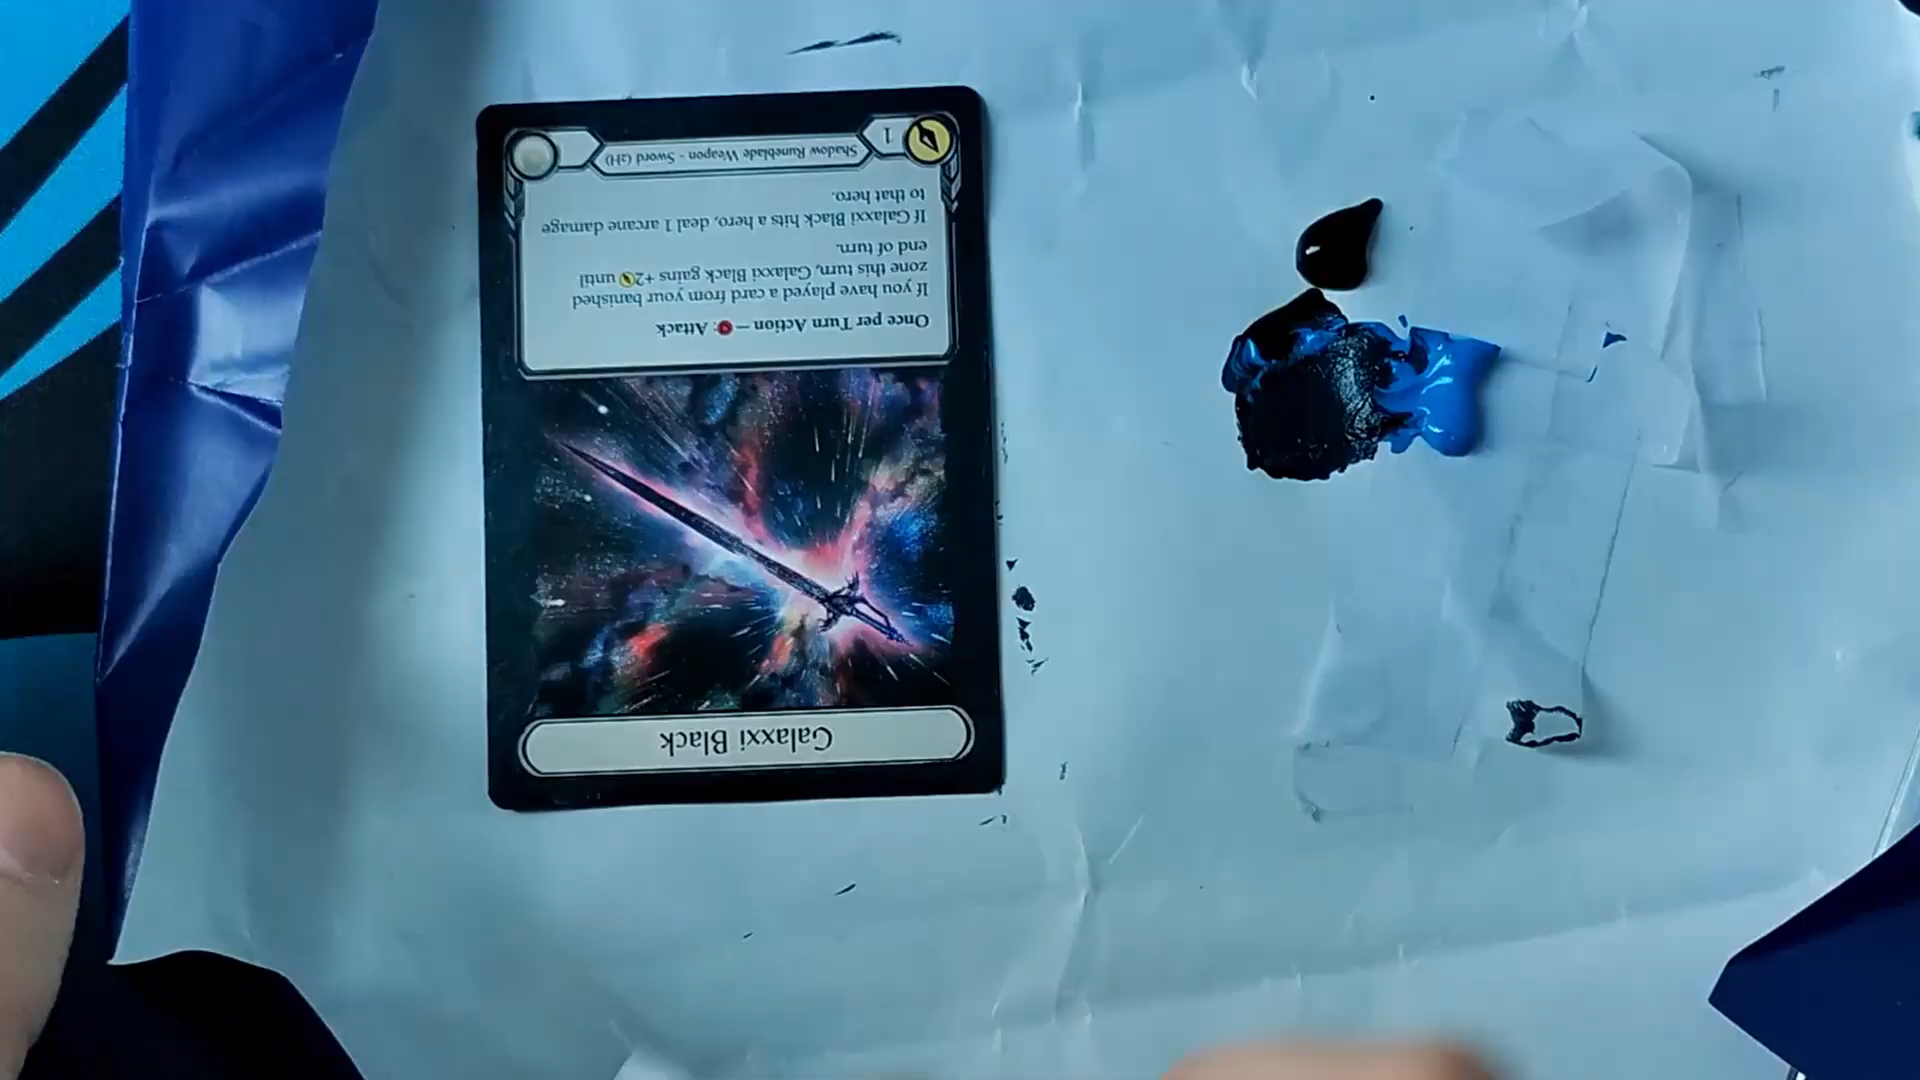 Galaxxi Black
Once per Turn Action – : Attack
If you have played a card from your banished
zone this turn, Galaxxi Black gains +2 until
end of turn.
If Galaxxi Black hits a hero, deal 1 arcane damage
to that hero.
1
Shadow Runeblade Weapon - Sword (2H)